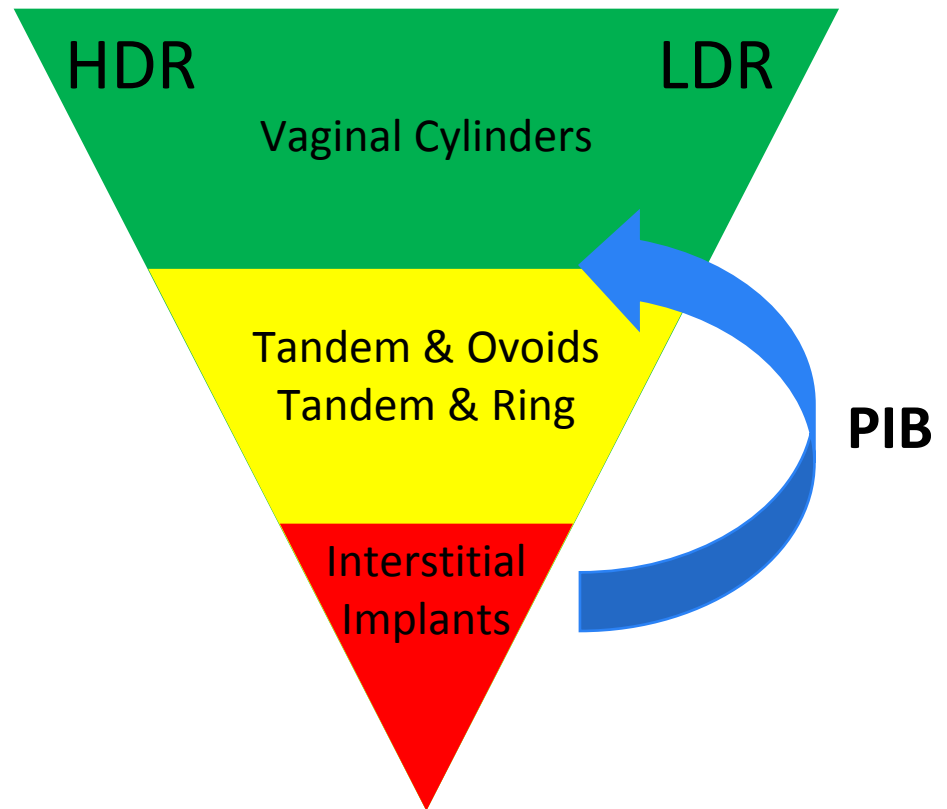 HDR
LDR
Vaginal Cylinders
Tandem & Ovoids
Tandem & Ring
PIB
Interstitial
Implants